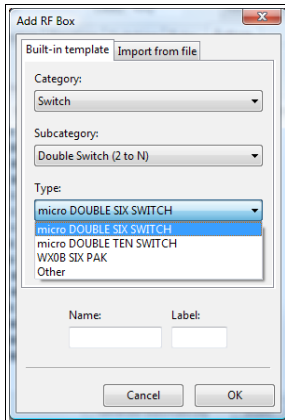 Add RF Box
Built-in template Import from file
Category:
Switch
Subcategory:
Double Switch (2 to N)
Type:
micro DOUBLE SIX SWITCH
micro DOUBLE SIX SWITCH
micro DOUBLE TEN SWITCH
WX0B SIX PAK
Other
Name: Label:
Cancel OK